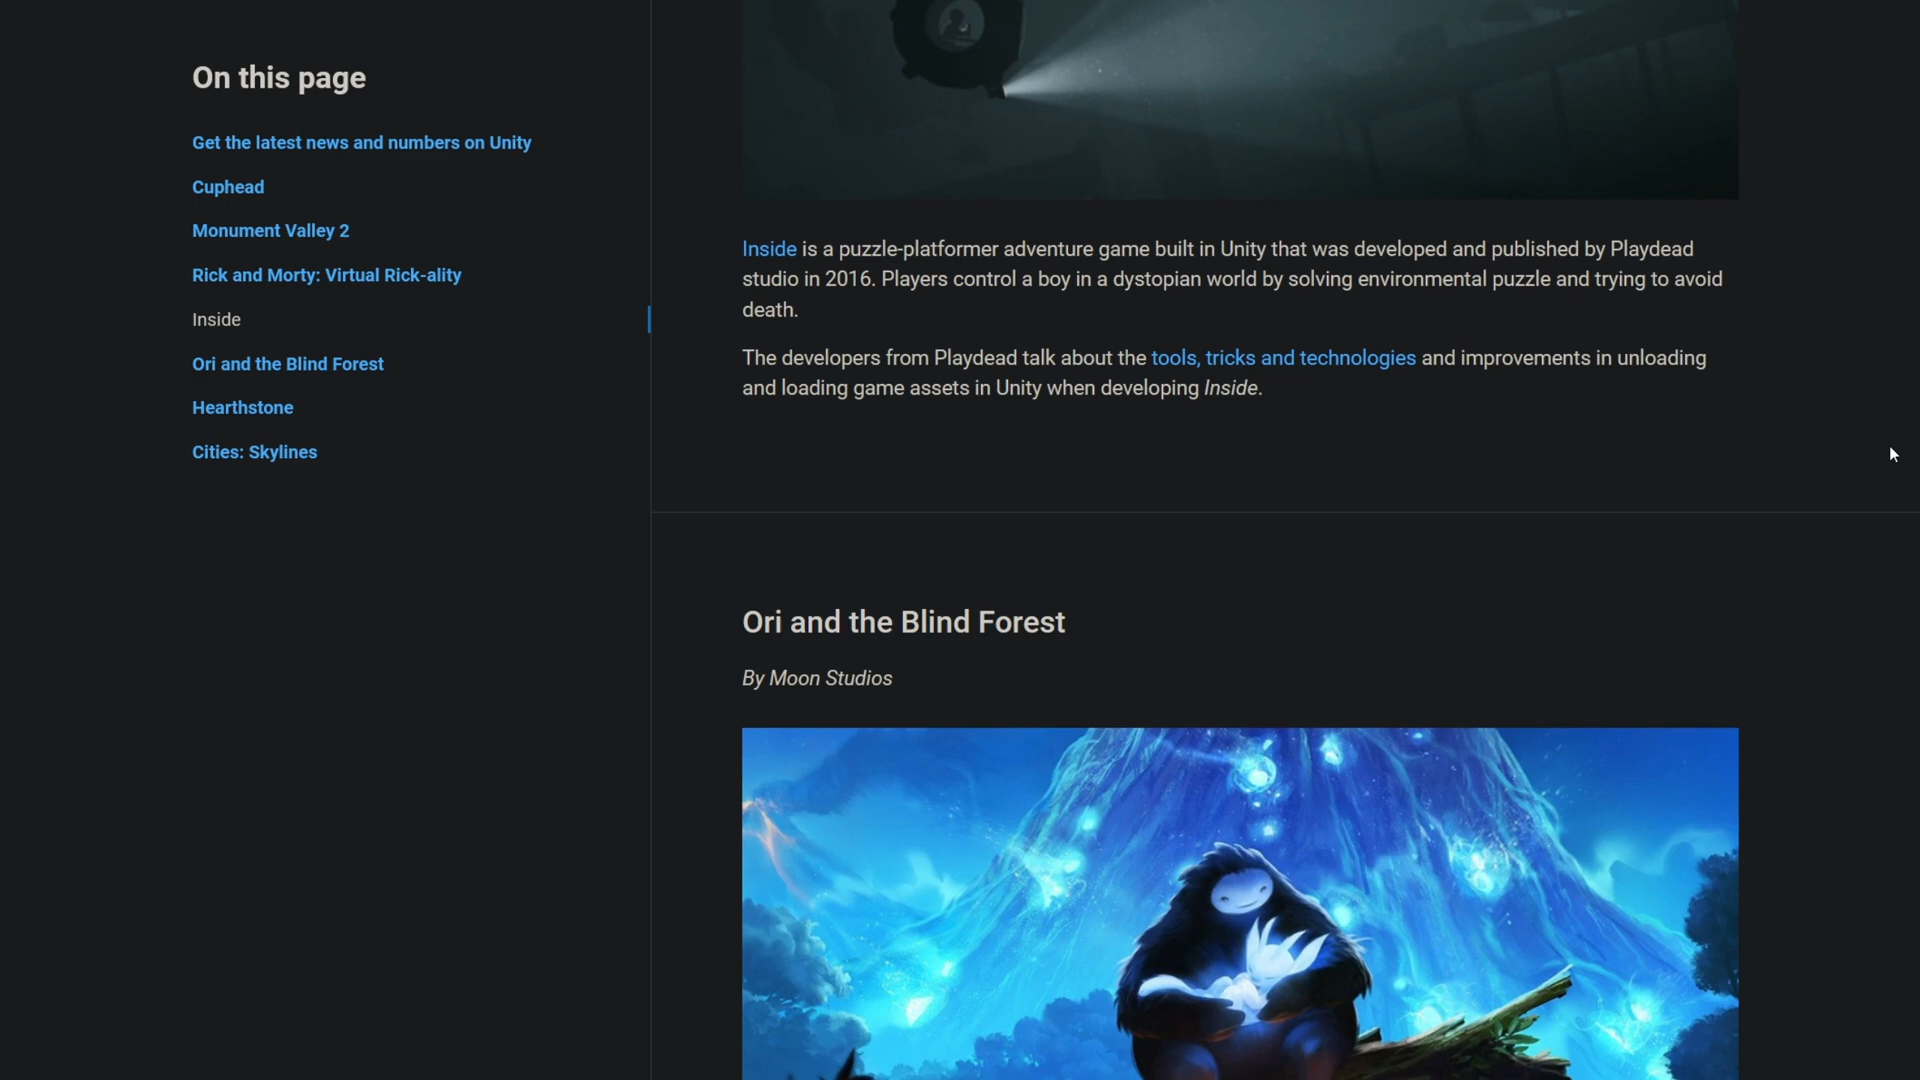 On this page
Get the latest news and numbers on Unity
Cuphead
Monument Valley 2
Rick and Morty: Virtual Rick-ality
Inside
Ori and the Blind Forest
Hearthstone
Cities: Skylines
Inside is a puzzle-platformer adventure game built in Unity that was developed and published by Playdead
studio in 2016. Players control a boy in a dystopian world by solving environmental puzzle and trying to avoid
death.
The developers from Playdead talk about the tools, tricks and technologies and improvements in unloading
and loading game assets in Unity when developing Inside.
Ori and the Blind Forest
By Moon Studios